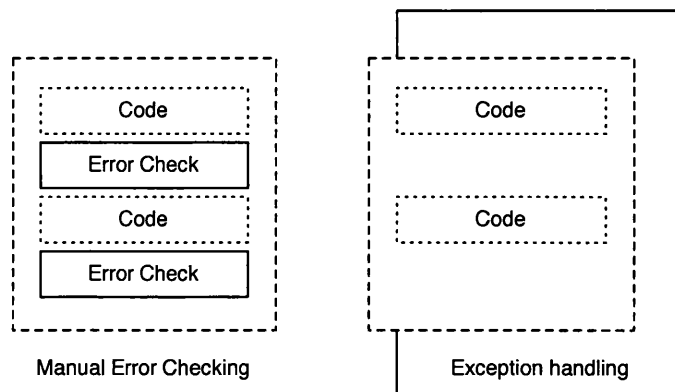 Code
Error Check
Code
Error Check
Manual Error Checking
Code
Code
Exception handling